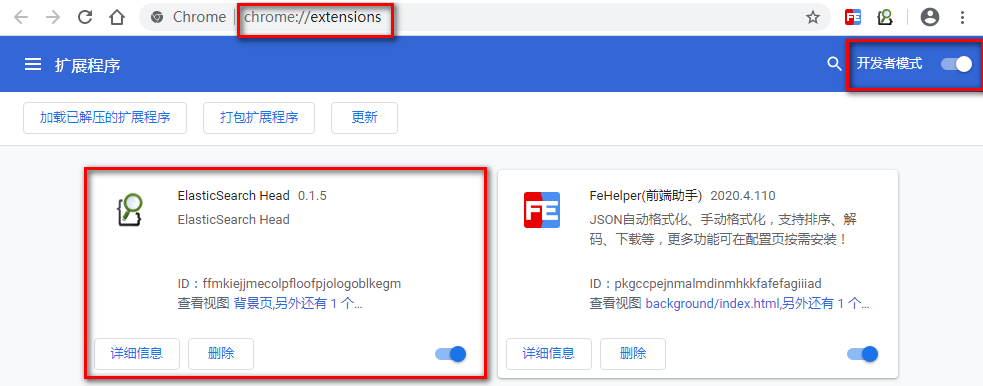 Chrome | chrome://extensions
FE
扩展程序
开发者模式
加载已解压的扩展程序
打包扩展程序
更新
ElasticSearch Head 0.1.5
ElasticSearch Head
ID：ffmkiejjmecolpfloofpjologoblkegm
查看视图 背景页,另外还有 1 个...
详细信息
删除
FE
FeHelper(前端助手) 2020.4.110
JSON自动格式化、手动格式化，支持排序、解
码、下载等，更多功能可在配置页按需安装！
ID：pkgccpejnmalmdinmhkkfafefagiiiad
查看视图 background/index.html,另外还有 1 个...
详细信息
删除